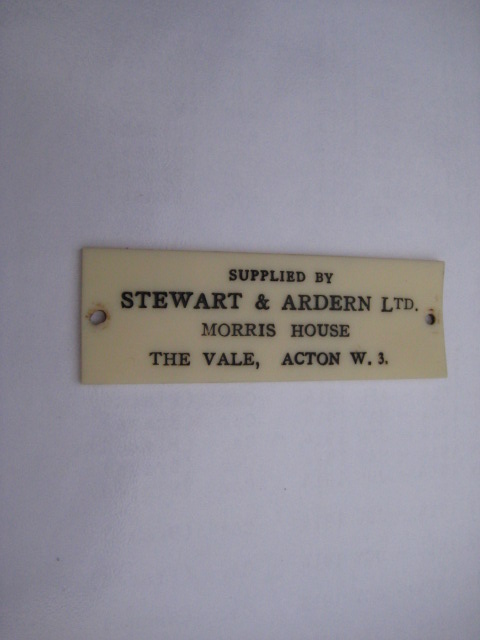 SUPPLIED BY
STEWART & ARDERN LTD.
MORRIS HOUSE
THE VALE, ACTON W. 3.